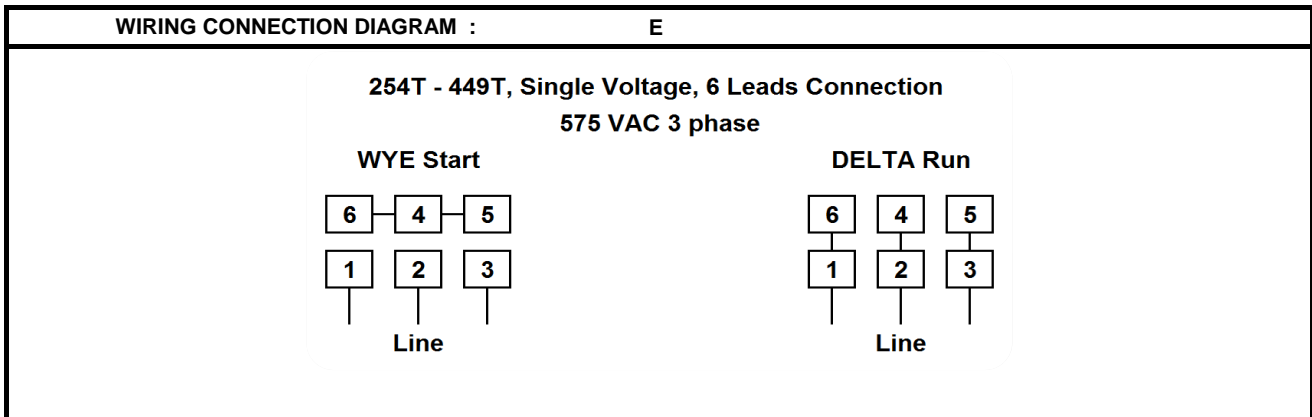 WIRING CONNECTION DIAGRAM : E
254T - 449T, Single Voltage, 6 Leads Connection
575 VAC 3 phase
WYE Start DELTA Run
6 4 5 6 4 5
1 2 3 1 2 3
Line Line